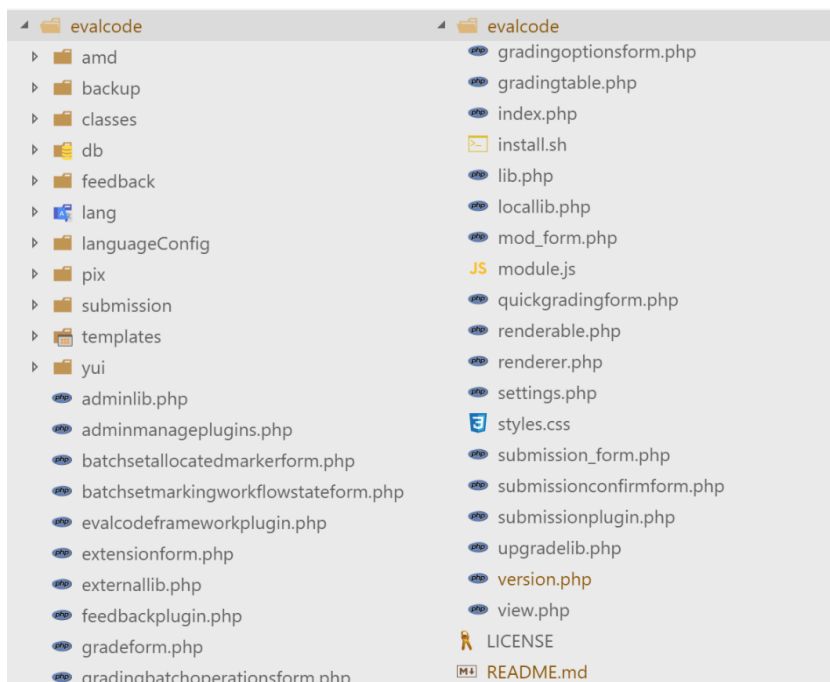 evalcode
amd
backup
classes
db
feedback
lang
languageConfig
pix
submission
templates
yui
adminlib.php
adminmanageplugins.php
batchsetallocatedmarkerform.php
batchsetmarkingworkflowstateform.php
evalcodeframeworkplugin.php
extensionform.php
externallib.php
feedbackplugin.php
gradeform.php
gradingbatchoperationsform.php
evalcode
gradingoptionsform.php
gradingtable.php
index.php
install.sh
lib.php
locallib.php
mod_form.php
JS module.js
quickgradingform.php
renderable.php
renderer.php
settings.php
styles.css
submission_form.php
submissionconfirmform.php
submissionplugin.php
upgradelib.php
version.php
view.php
LICENSE
README.md